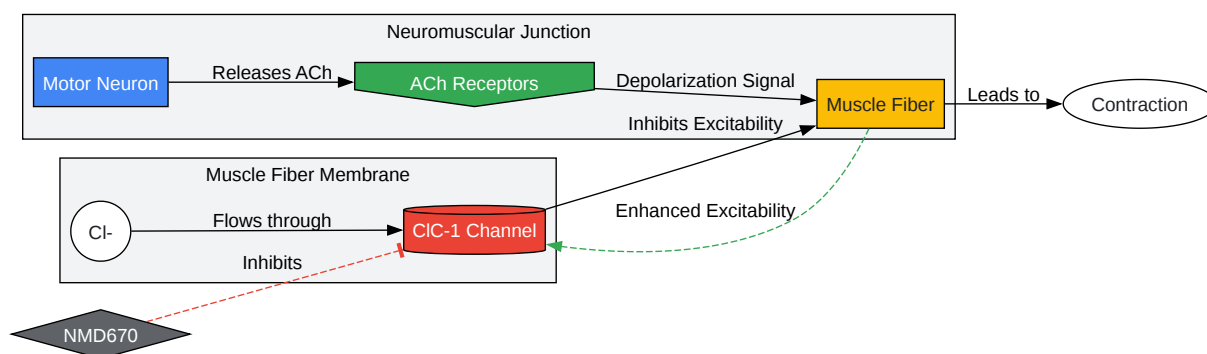 Neuromuscular Junction
Motor Neuron
Releases ACh
ACh Receptors
Depolarization Signal
Muscle Fiber
Leads to
Contraction
Inhibits Excitability
Muscle Fiber Membrane
Cl-
Flows through
ClC-1 Channel
Enhanced Excitability
Inhibits
NMD670